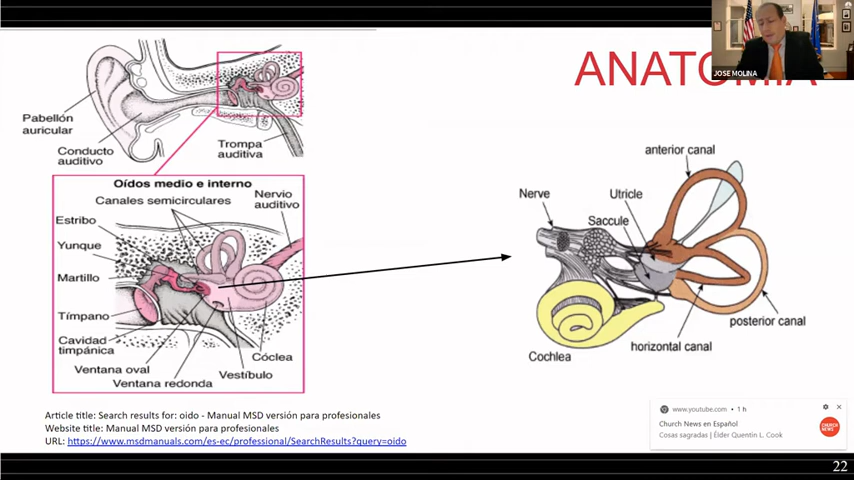 ANATOMÍA
JOSE MOLINA
Pabellón
auricular
Conducto
auditivo
Trompa
auditiva
Oídos medio e interno
Canales semicirculares
Nervio
auditivo
Estribo
Yunque
Martillo
Tímpano
Cavidad
timpánica
Ventana oval
Ventana redonda
Vestíbulo
Cóclea
anterior canal
Utricle
Nerve
Saccule
posterior canal
horizontal canal
Cochlea
Article title: Search results for: oido - Manual MSD versión para profesionales
Website title: Manual MSD versión para profesionales
URL: https://www.msdmanuals.com/es-ec/professional/SearchResults?query=oido
www.youtube.com • 1 h
Church News en Español
Cosas sagradas | Élder Quentin L. Cook
CHURCH
NEWS
22